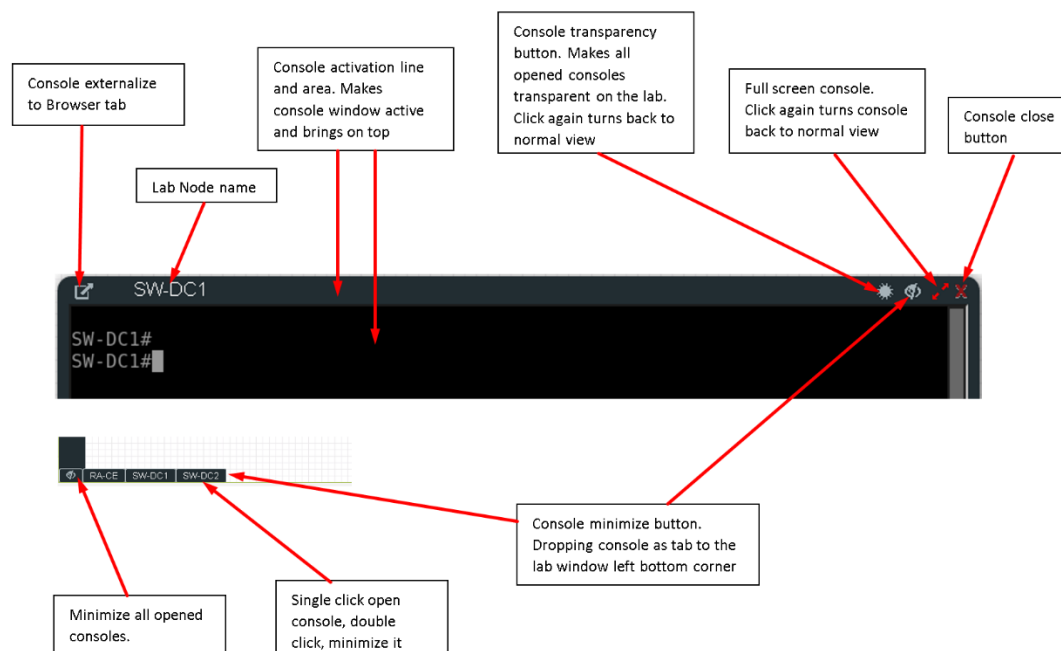 Console transparency
button. Makes all
opened consoles
transparent on the lab.
Click again turns back to
normal view
Console activation line
and area. Makes
console window active
and brings on top
Console externalize
to Browser tab
Full screen console.
Click again turns console
back to normal view
Console close
button
Lab Node name
SW-DC1
SW-DC1#
SW-DC1#
RA-CE SW-DC1 SW-DC2
Console minimize button.
Dropping console as tab to the
lab window left bottom corner
Minimize all opened
consoles.
Single click open
console, double
click, minimize it